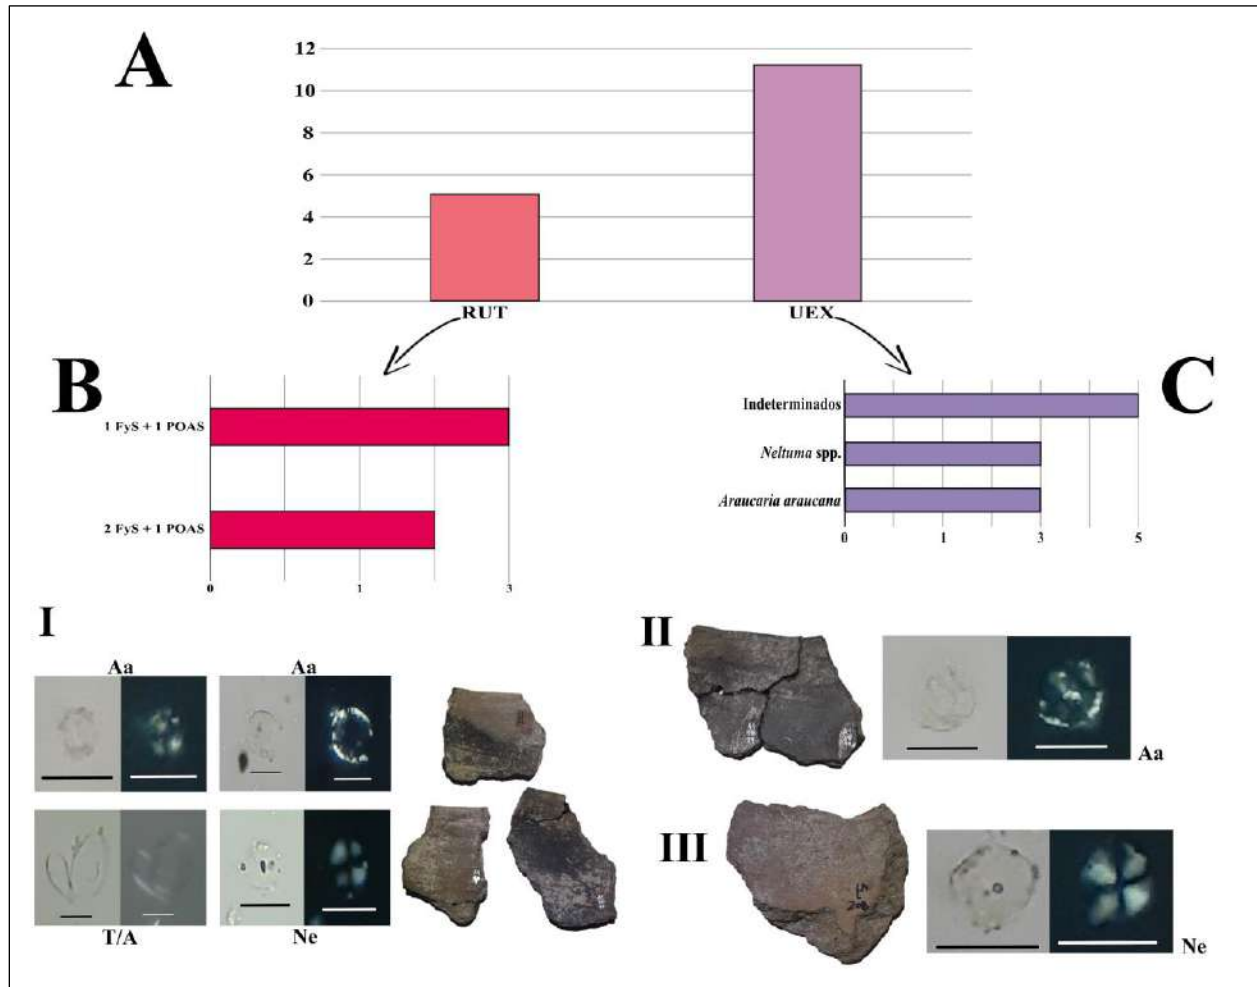 A
12
10
8
6
4
2
0
RUT
UEX
B
1 FyS + 1 POAS
2 FyS + 1 POAS
0
1
3
C
Indeterminados
Neltuma spp.
Araucaria araucana
0
1
3
5
I
Aa
Aa
T/A
Ne
II
Aa
III
Ne